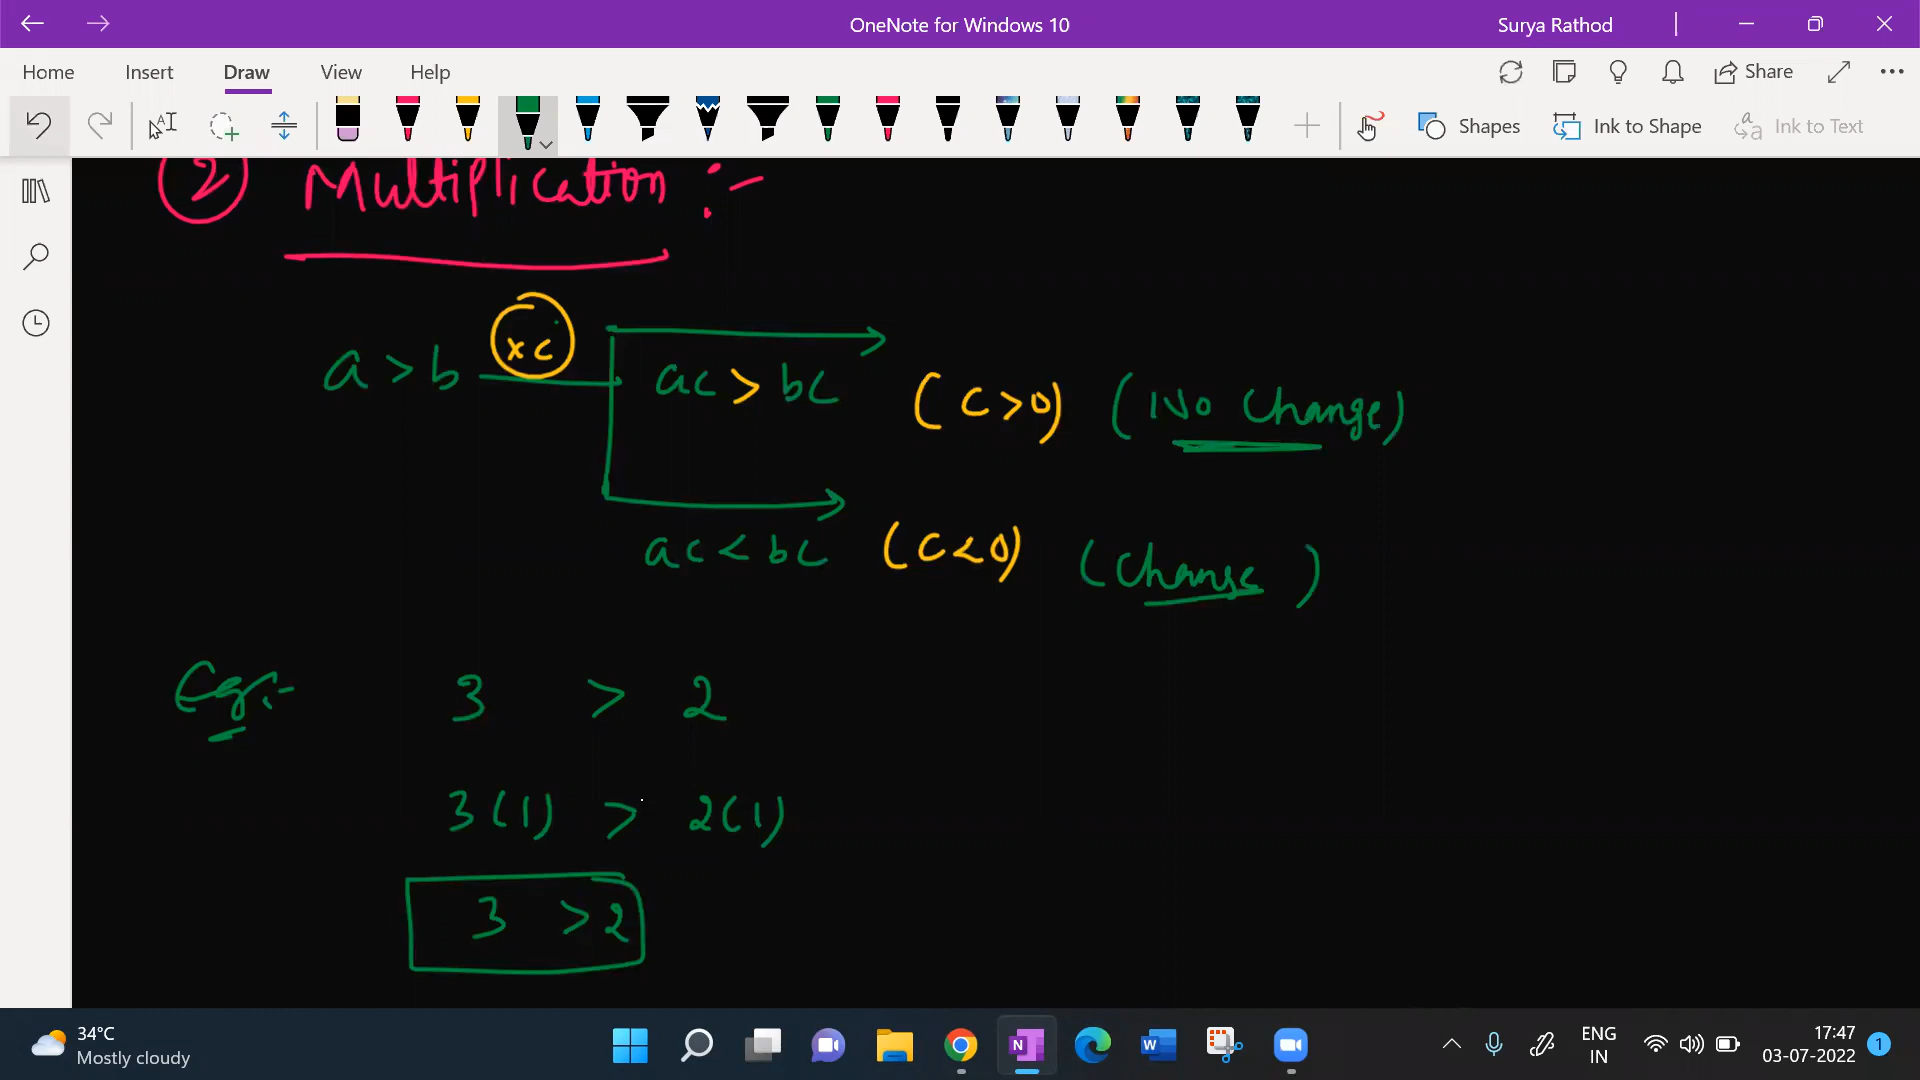 OneNote for Windows 10
Surya Rathod
Home Insert Draw View Help
Share
Shapes Ink to Shape Ink to Text
② Multiplication :-
a > b xc ac > bc (c>0) (No Change)
ac < bc (c<0) (Change)
Eg:- 3 > 2
3(1) > 2(1)
3 > 2
34°C
Mostly cloudy
ENG
IN
17:47
03-07-2022
1